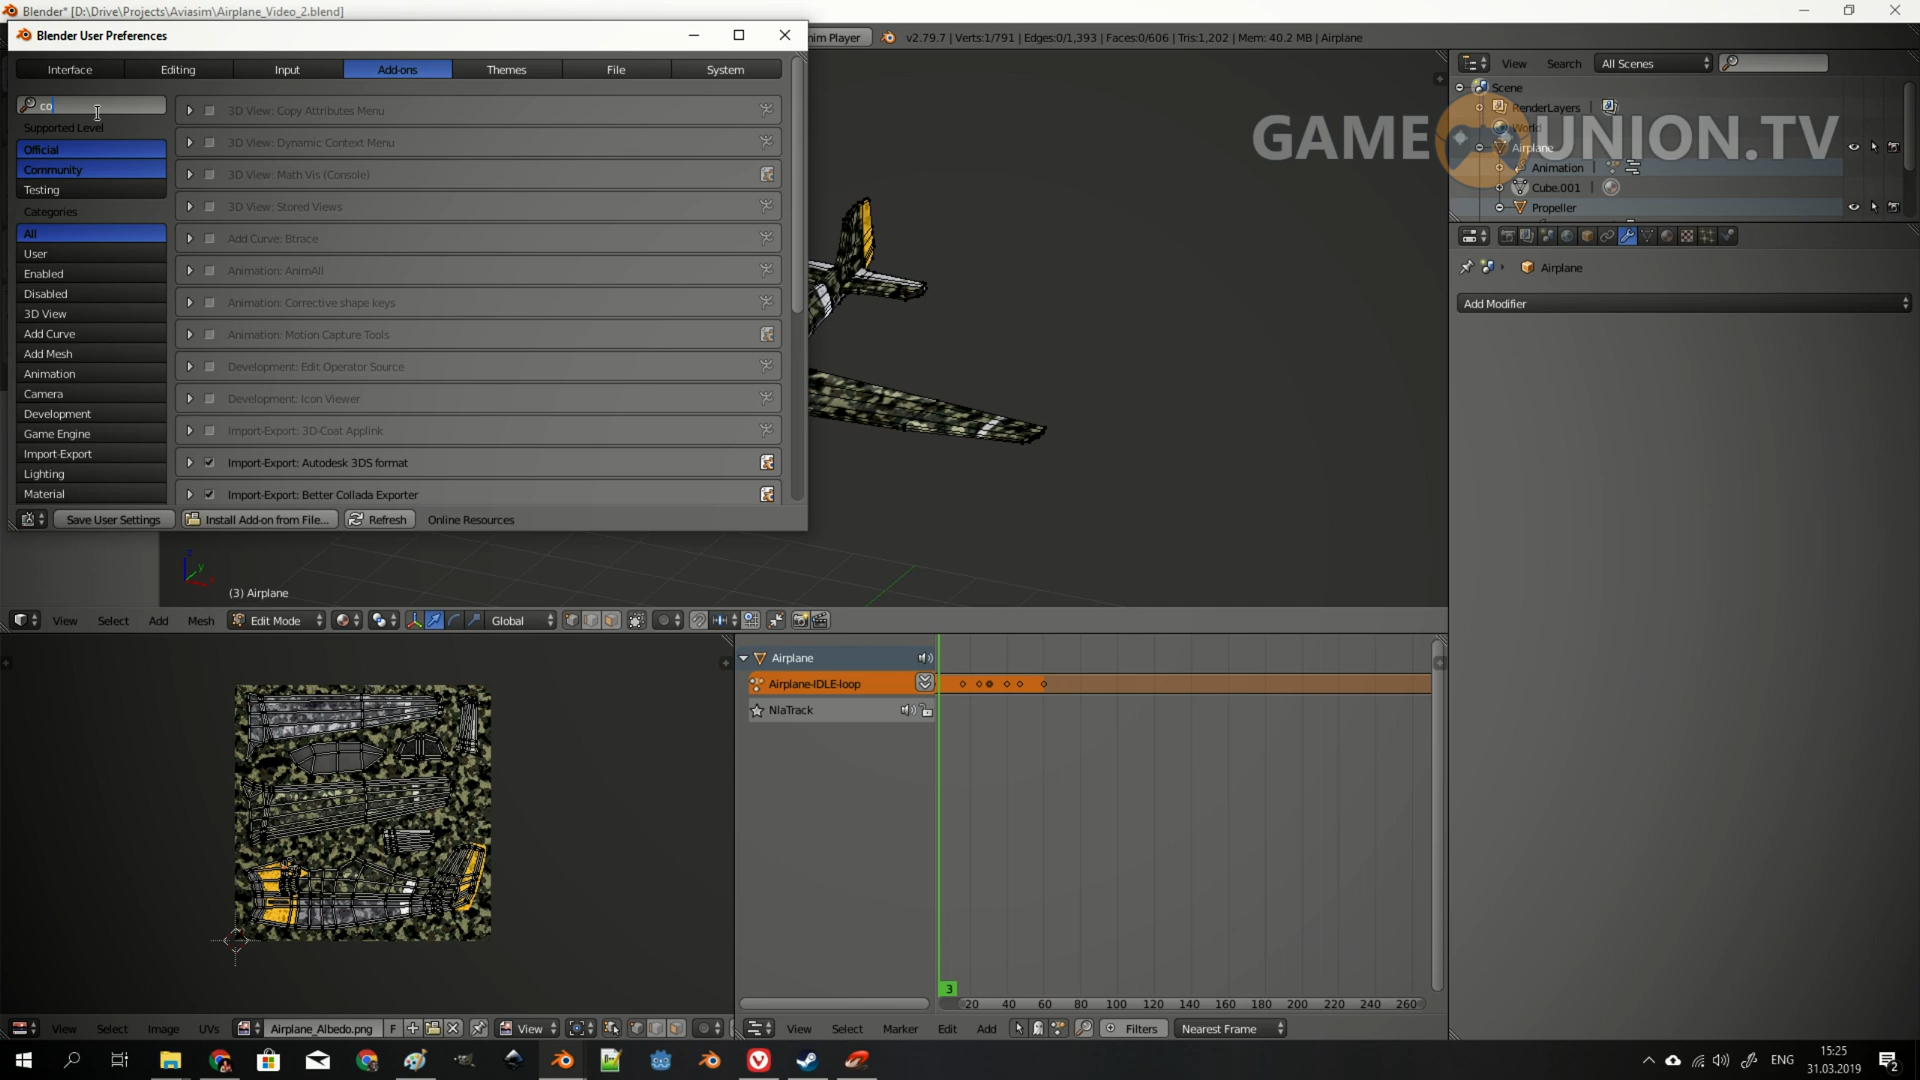 Blender* [D:\Drive\Projects\Aviasim\Airplane_Video_2.blend]
Blender User Preferences
nim Player
v2.79.7 | Verts:1/791 | Edges:0/1,393 | Faces:0/606 | Tris:1,202 | Mem: 40.2 MB | Airplane
Interface Editing Input Add-ons Themes File System
co
Supported Level
Official
Community
Testing
Categories
All
User
Enabled
Disabled
3D View
Add Curve
Add Mesh
Animation
Camera
Development
Game Engine
Import-Export
Lighting
Material
3D View: Copy Attributes Menu
3D View: Dynamic Context Menu
3D View: Math Vis (Console)
3D View: Stored Views
Add Curve: Btrace
Animation: AnimAll
Animation: Corrective shape keys
Animation: Motion Capture Tools
Development: Edit Operator Source
Development: Icon Viewer
Import-Export: 3D-Coat Applink
Import-Export: Autodesk 3DS format
Import-Export: Better Collada Exporter
Save User Settings Install Add-on from File... Refresh Online Resources
View Search All Scenes
Scene
RenderLayers
World
Airplane
Animation
Cube.001
Propeller
GAME UNION.TV
Airplane
Add Modifier
z
y
(3) Airplane
View Select Add Mesh Edit Mode Global
Airplane
Airplane-IDLE-loop
NlaTrack
3
20 40 60 80 100 120 140 160 180 200 220 240 260
View Select Image UVs Airplane_Albedo.png F View
View Select Marker Edit Add Filters Nearest Frame
ENG
15:25
31.03.2019
2